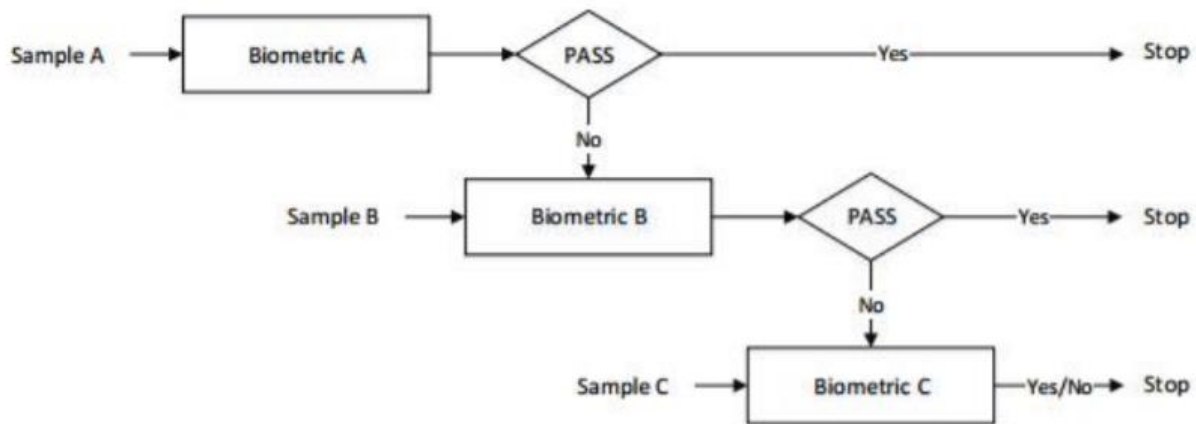 Sample A Biometric A PASS Yes Stop
No
Sample B Biometric B PASS Yes Stop
No
Sample C Biometric C Yes/No Stop